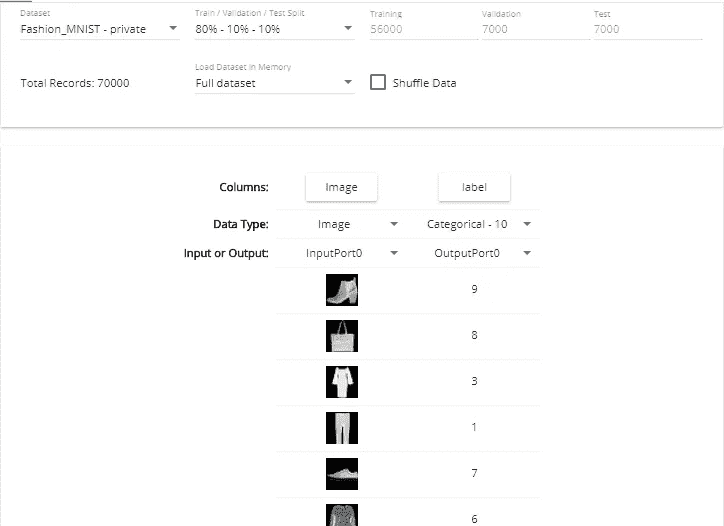 Dataset
Train / Validation / Test Split
Training
Validation
Test
Fashion_MNIST - private
80% - 10% - 10%
56000
7000
7000
Load Dataset in Memory
Total Records: 70000
Full dataset
Shuffle Data
Columns:
Image
label
Data Type:
Image
Categorical - 10
Input or Output:
InputPort0
OutputPort0
9
8
3
1
7
6